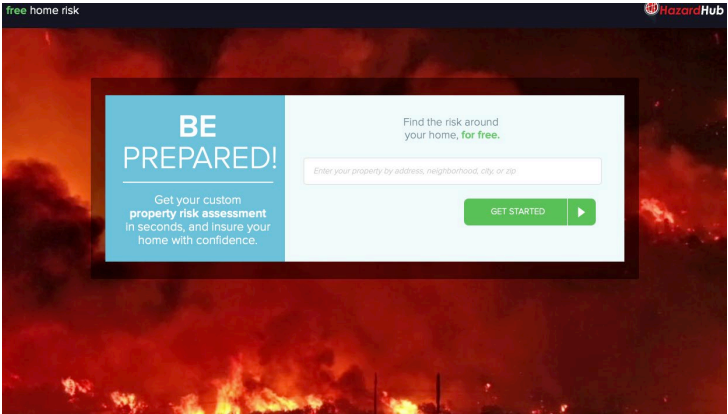 free home risk
HazardHub
BE
PREPARED!
Get your custom
property risk assessment
in seconds, and insure your
home with confidence.
Find the risk around
your home, for free.
Enter your property by address, neighborhood, city, or zip
GET STARTED